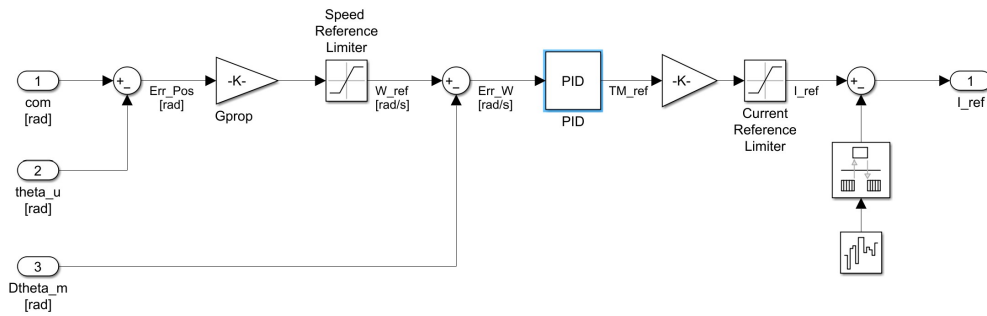 Speed
Reference
Limiter
1
com
[rad]
+
−
Err_Pos
[rad]
-K-
Gprop
W_ref
[rad/s]
+
−
Err_W
[rad/s]
PID
PID
TM_ref
-K-
Current
Reference
Limiter
I_ref
+
−
1
I_ref
2
theta_u
[rad]
3
Dtheta_m
[rad]